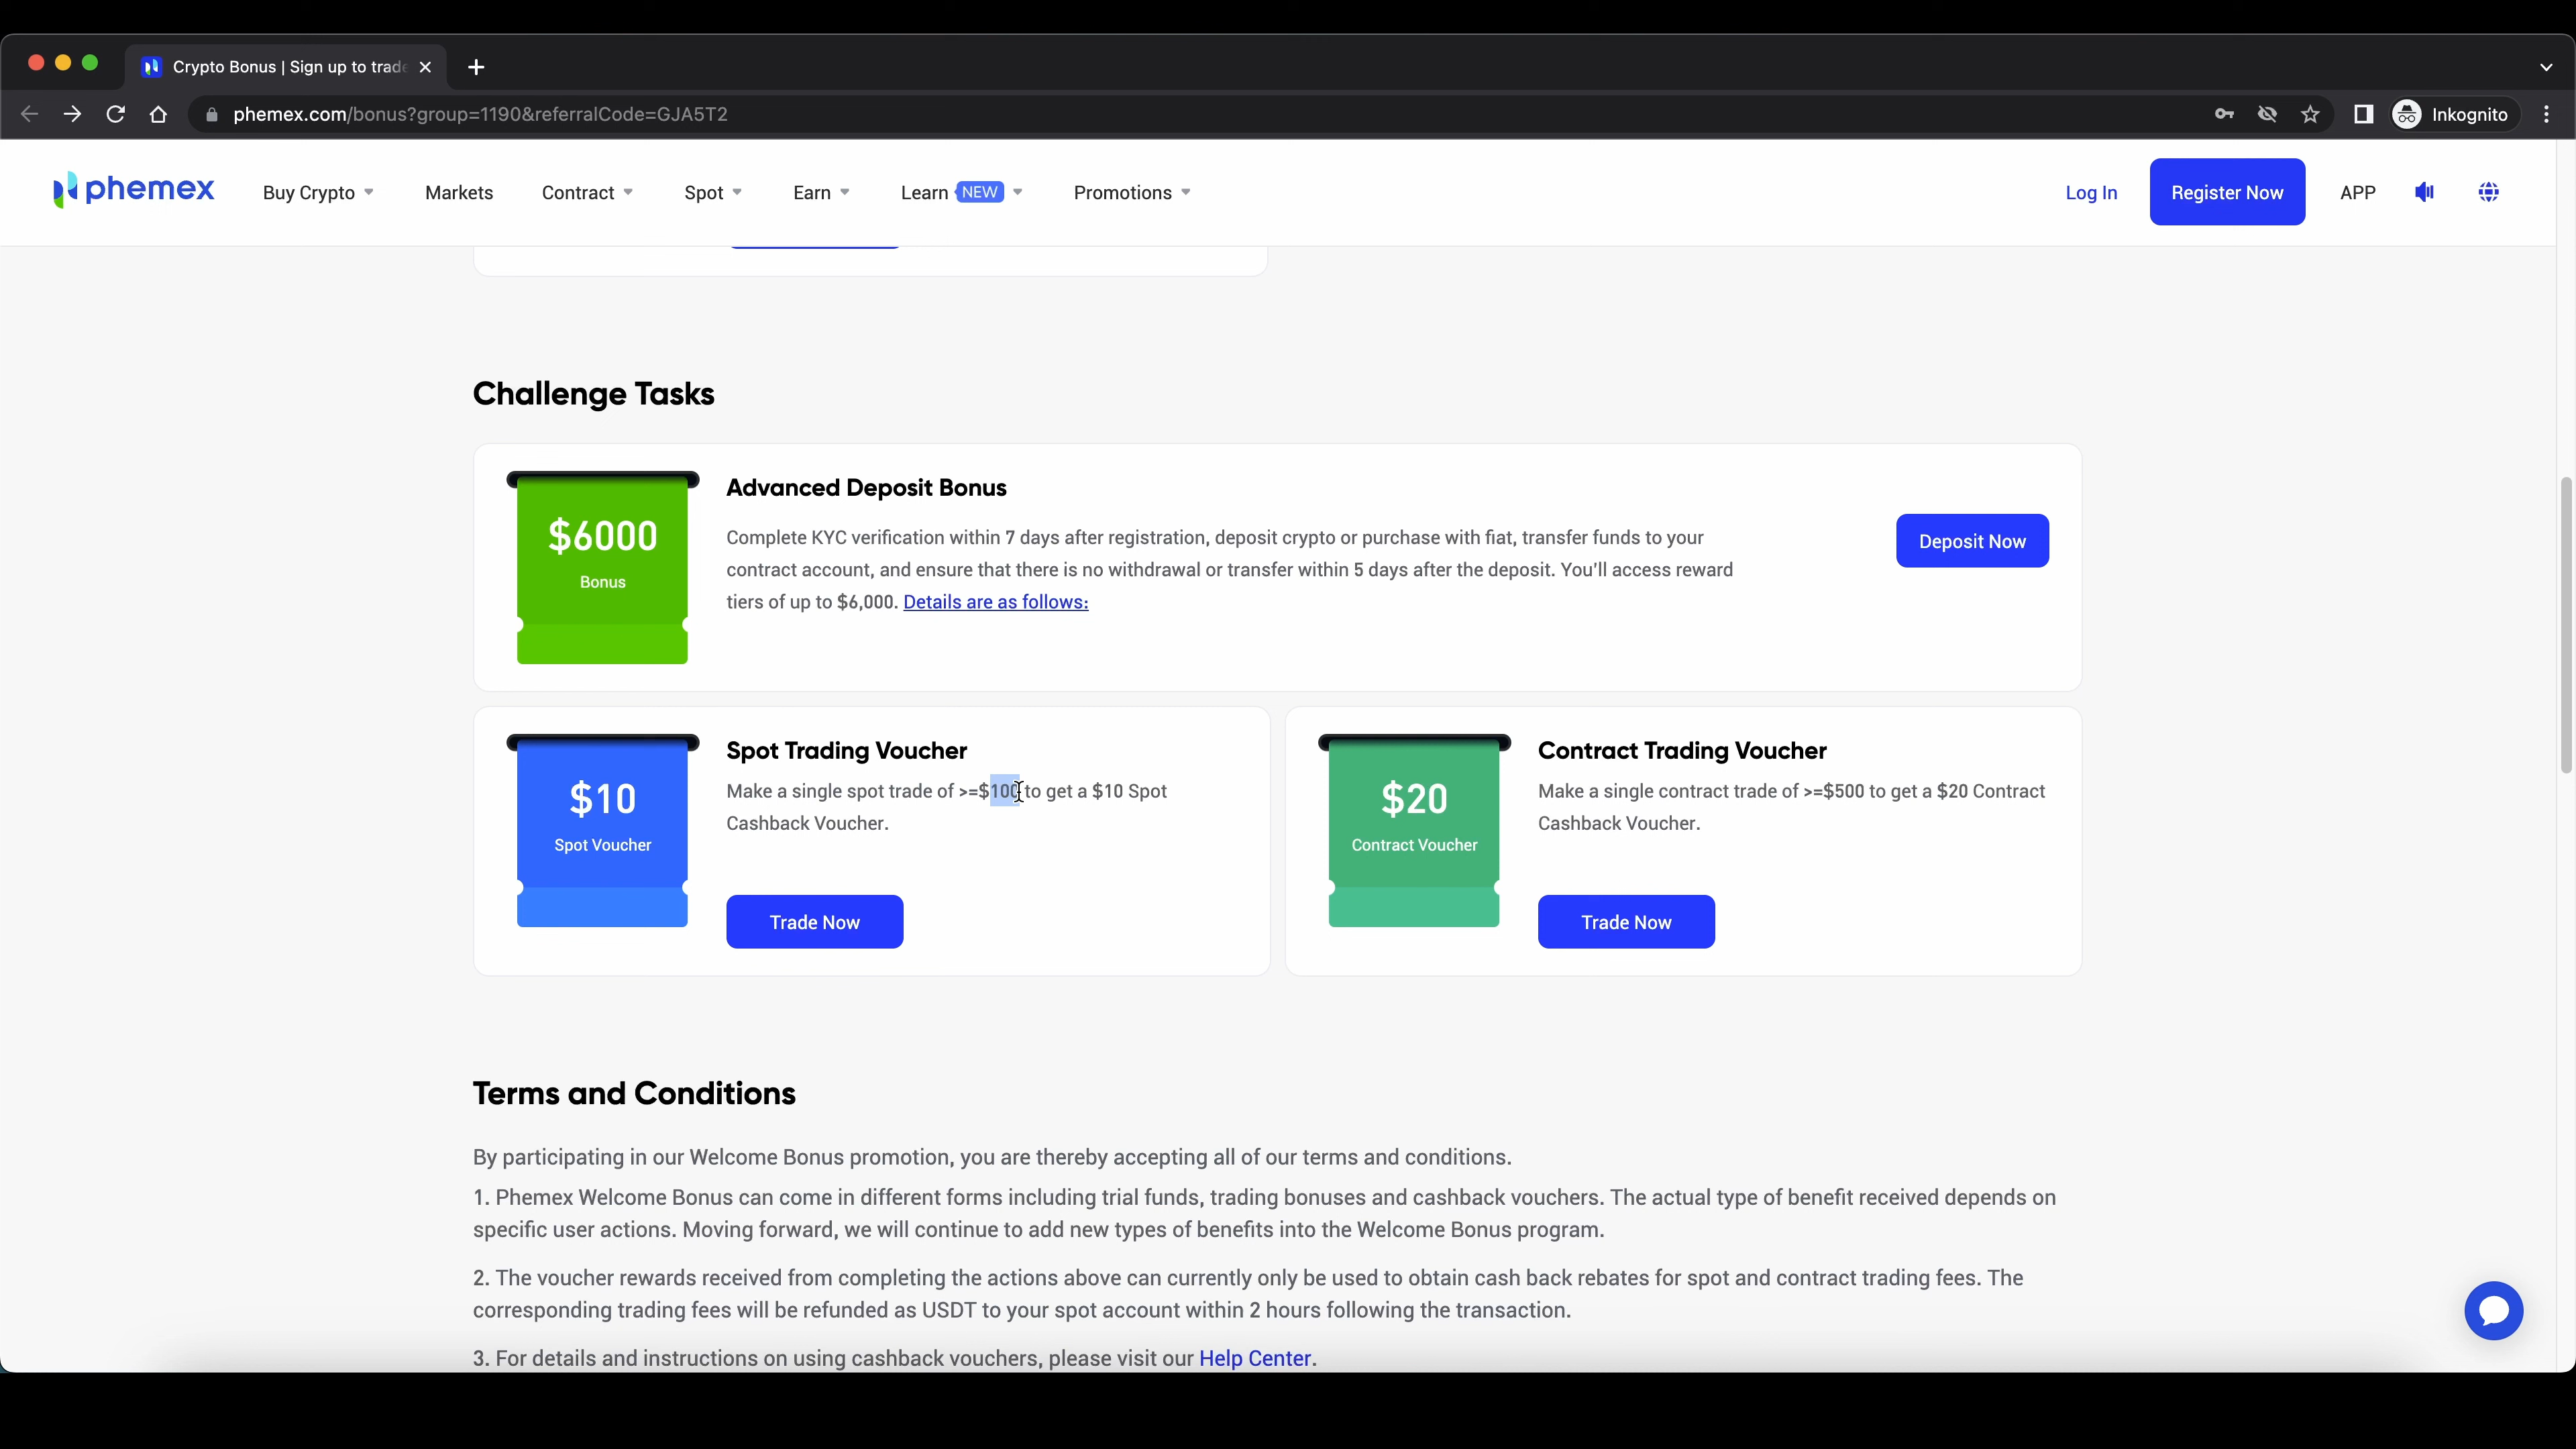 Crypto Bonus | Sign up to trade
phemex.com/bonus?group=1190&referralCode=GJA5T2
Inkognito
phemex
Buy Crypto
Markets
Contract
Spot
Earn
Learn NEW
Promotions
Log In
Register Now
APP
Challenge Tasks
$6000
Bonus
Advanced Deposit Bonus
Complete KYC verification within 7 days after registration, deposit crypto or purchase with fiat, transfer funds to your
contract account, and ensure that there is no withdrawal or transfer within 5 days after the deposit. You'll access reward
tiers of up to $6,000. Details are as follows:
Deposit Now
$10
Spot Voucher
Spot Trading Voucher
Make a single spot trade of >=$100 to get a $10 Spot
Cashback Voucher.
Trade Now
$20
Contract Voucher
Contract Trading Voucher
Make a single contract trade of >=$500 to get a $20 Contract
Cashback Voucher.
Trade Now
Terms and Conditions
By participating in our Welcome Bonus promotion, you are thereby accepting all of our terms and conditions.
1. Phemex Welcome Bonus can come in different forms including trial funds, trading bonuses and cashback vouchers. The actual type of benefit received depends on
specific user actions. Moving forward, we will continue to add new types of benefits into the Welcome Bonus program.
2. The voucher rewards received from completing the actions above can currently only be used to obtain cash back rebates for spot and contract trading fees. The
corresponding trading fees will be refunded as USDT to your spot account within 2 hours following the transaction.
3. For details and instructions on using cashback vouchers, please visit our Help Center.